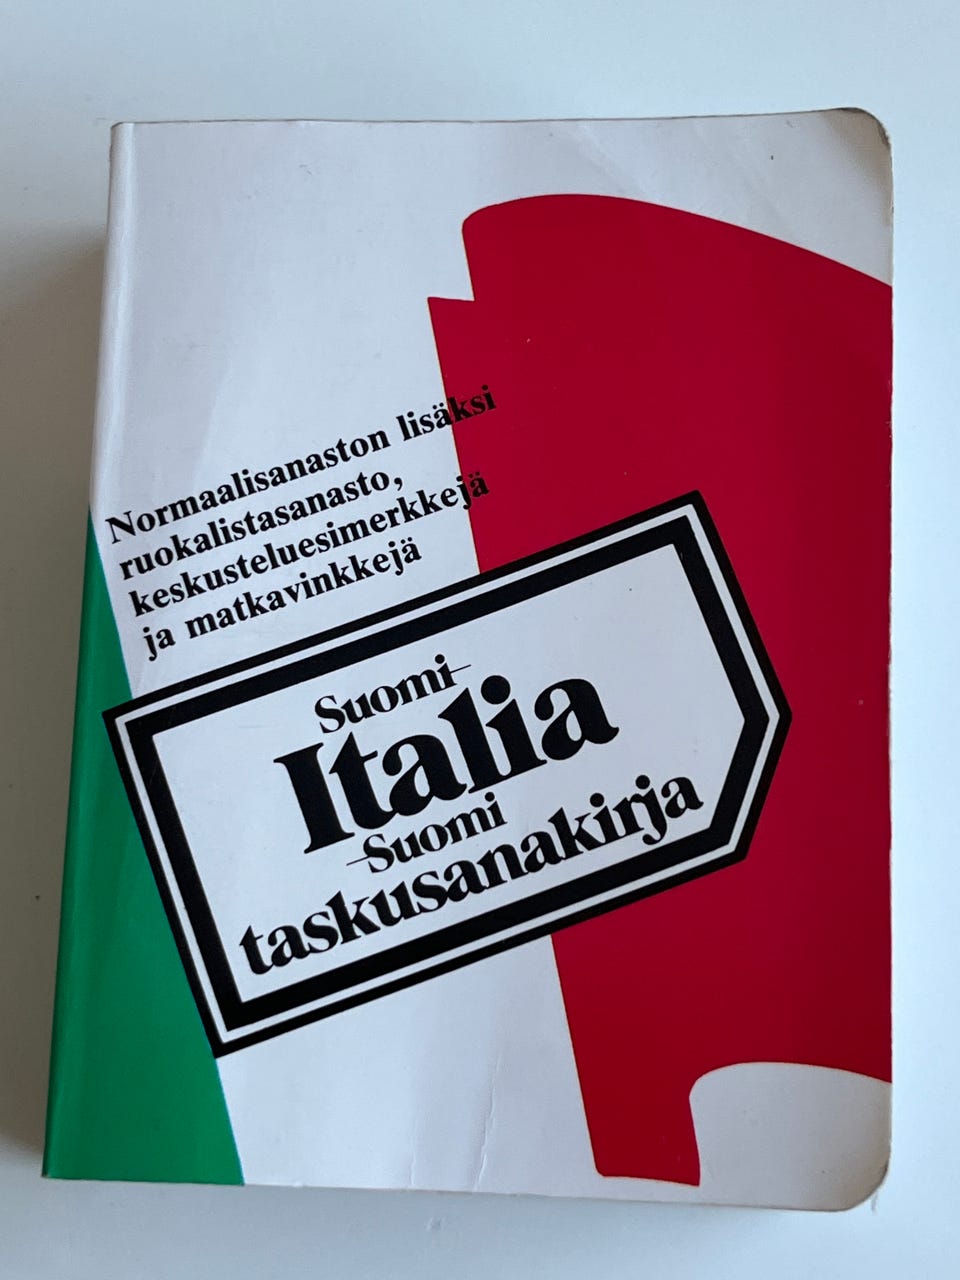 Normaalisanaston lisäksi
ruokalistasanasto,
keskusteluesimerkkejä
ja matkavinkkejä
Suomi-
Italia
-Suomi
taskusanakirja